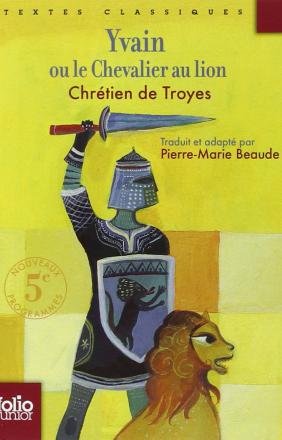 TEXTES CLASSIQUES
Yvain
ou le Chevalier au lion
Chrétien de Troyes
Traduit et adapté par
Pierre-Marie Beaude
NOUVEAUX
5e
PROGRAMMES
folio
junior